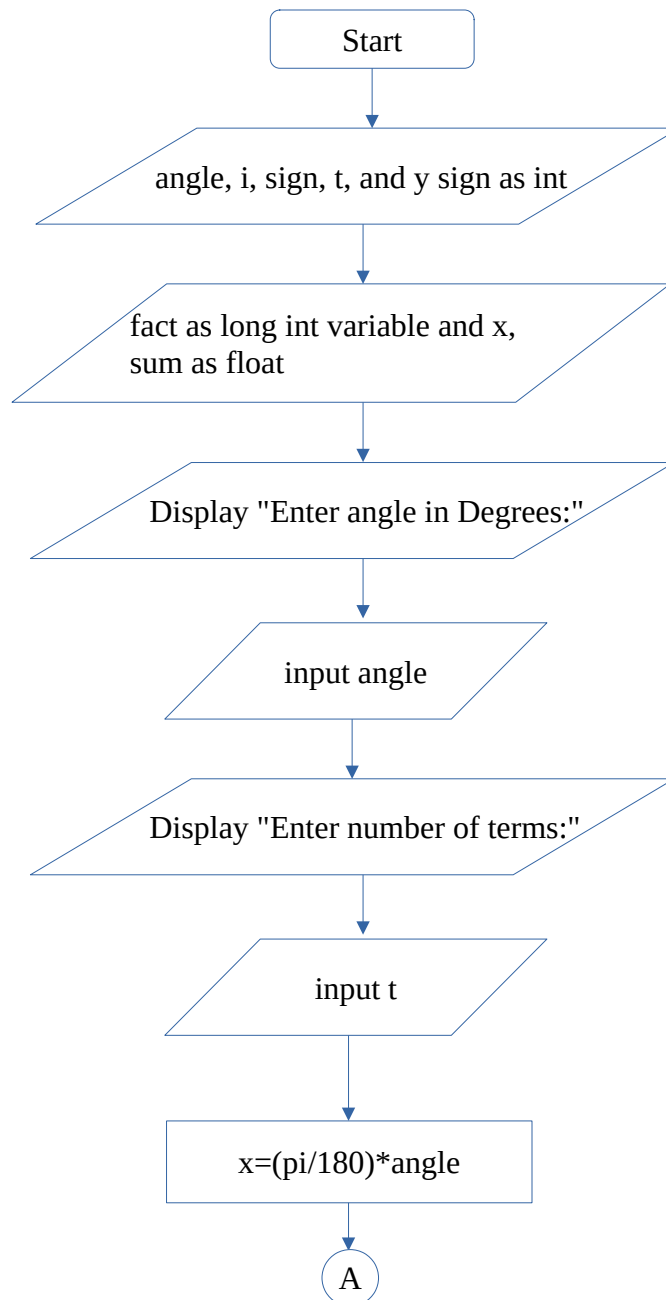 Start
angle, i, sign, t, and y sign as int
fact as long int variable and x,
sum as float
Display "Enter angle in Degrees:"
input angle
Display "Enter number of terms:"
input t
x=(pi/180)*angle
A